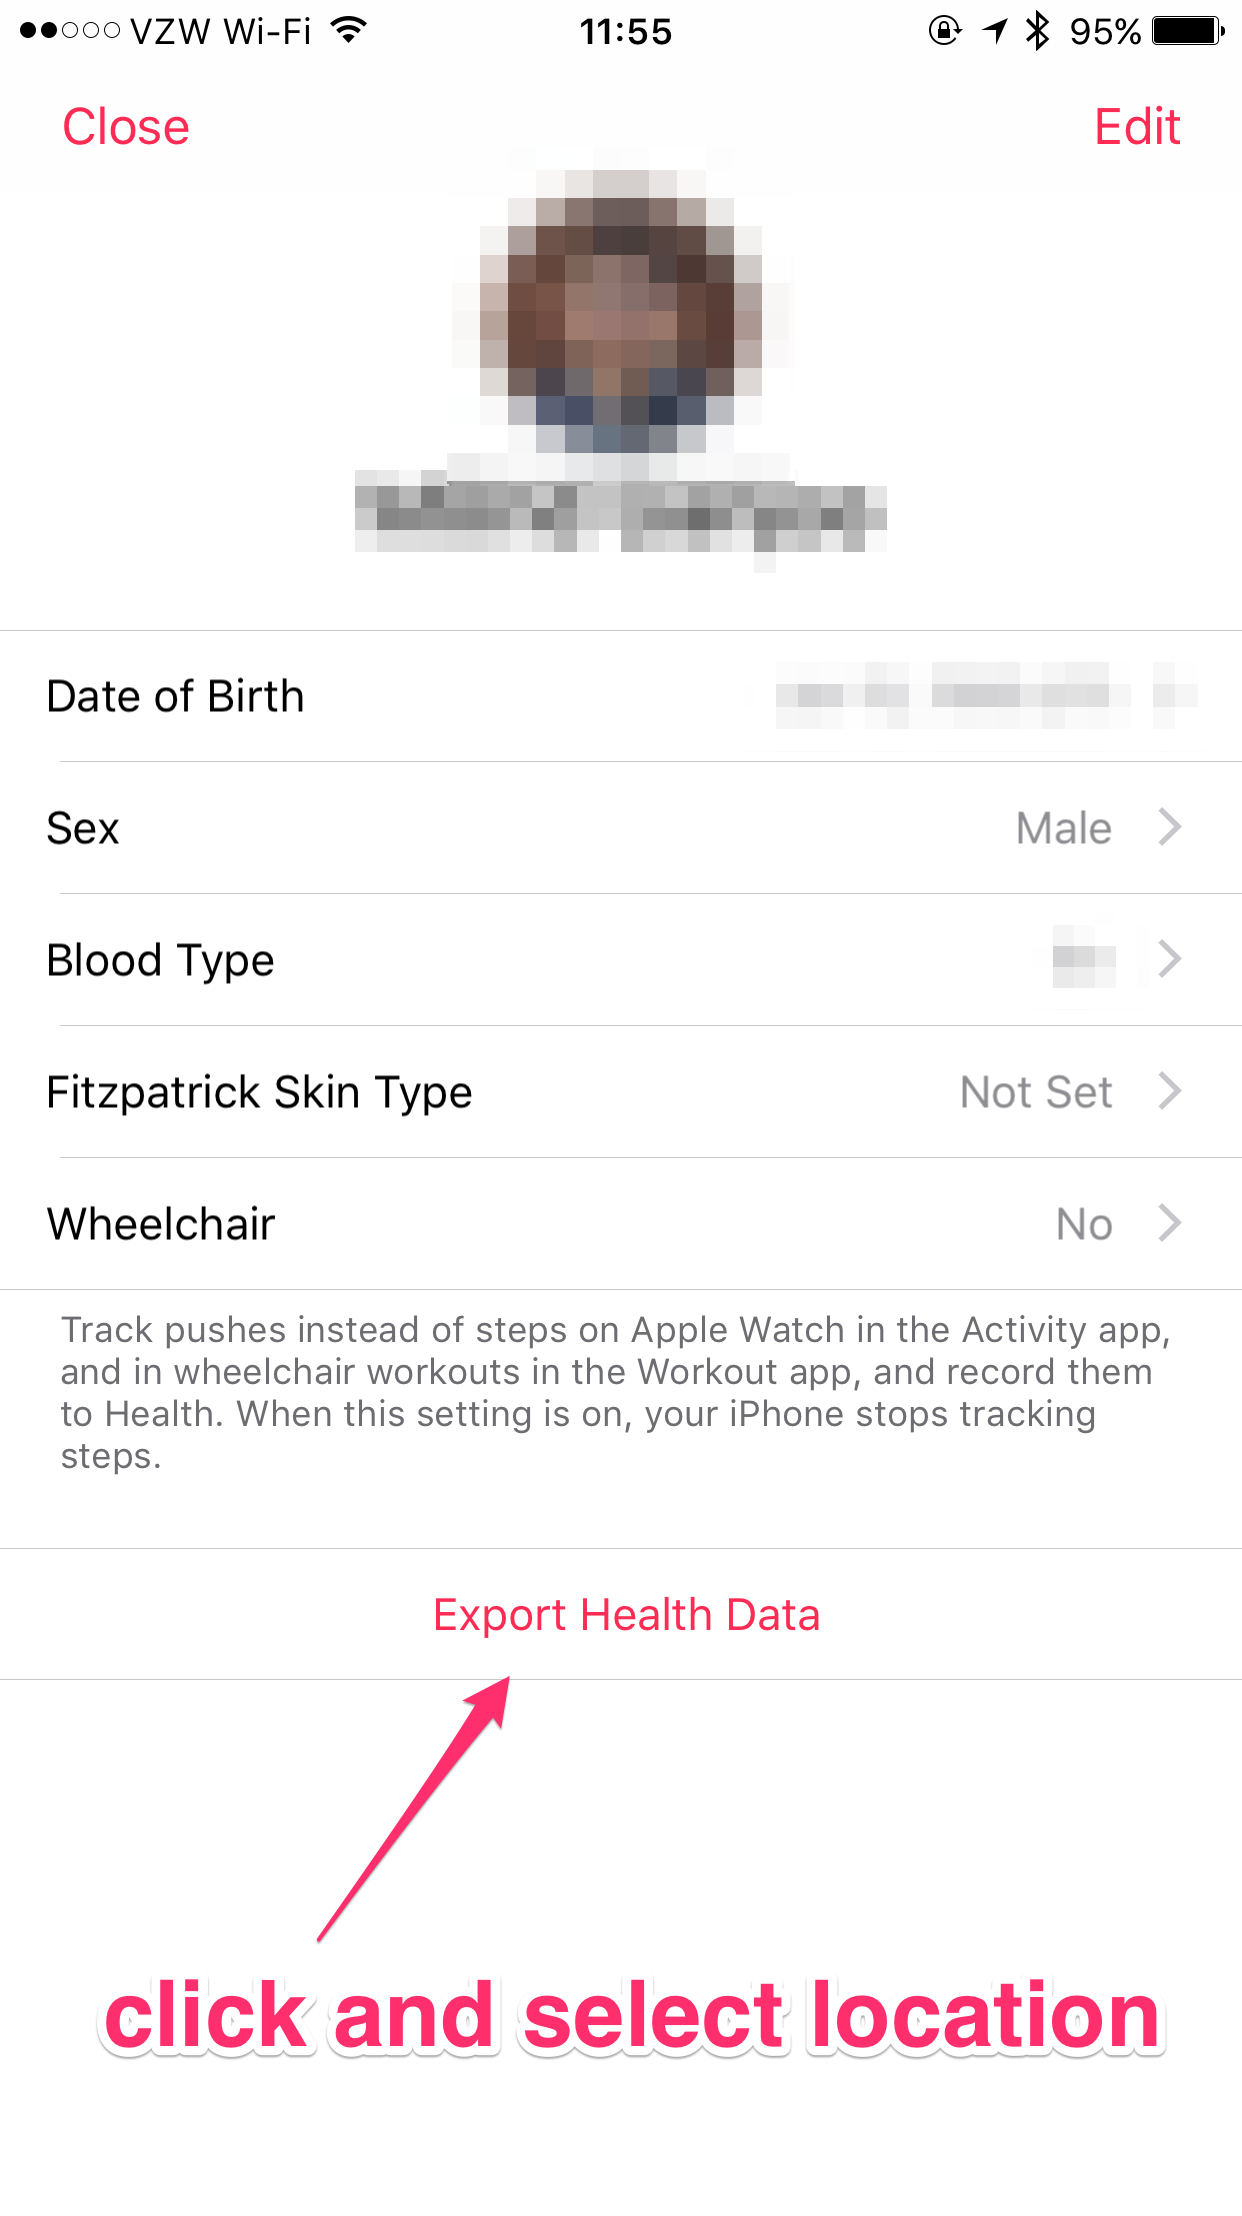 VZW Wi-Fi 11:55 95%
Close Edit
Date of Birth
Sex Male
Blood Type
Fitzpatrick Skin Type Not Set
Wheelchair No
Track pushes instead of steps on Apple Watch in the Activity app,
and in wheelchair workouts in the Workout app, and record them
to Health. When this setting is on, your iPhone stops tracking
steps.
Export Health Data
click and select location